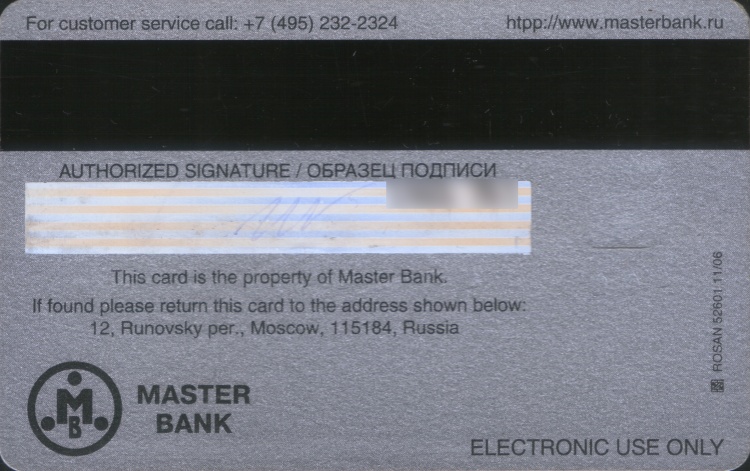 For customer service call: +7 (495) 232-2324
htpp://www.masterbank.ru
AUTHORIZED SIGNATURE / ОБРАЗЕЦ ПОДПИСИ
This card is the property of Master Bank.
If found please return this card to the address shown below:
12, Runovsky per., Moscow, 115184, Russia
ROSAN 52601 11/06
M
B
MASTER
BANK
ELECTRONIC USE ONLY